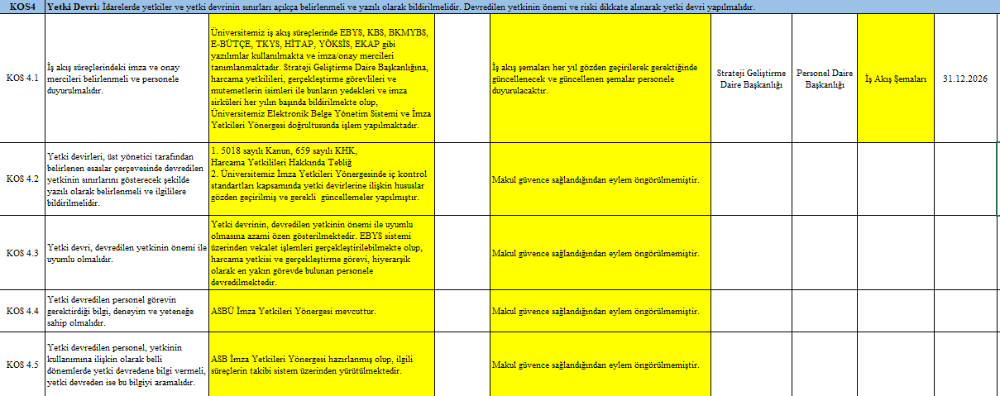 KOS4 Yetki Devri: İdarelerde yetkiler ve yetki devrinin sınırları açıkça belirlenmeli ve yazılı olarak bildirilmelidir. Devredilen yetkinin önemi ve riski dikkate alınarak yetki devri yapılmalıdır.
KOS 4.1
İş akış süreçlerindeki imza ve onay
mercileri belirlenmeli ve personele
duyurulmalıdır.
Üniversitemiz iş akış süreçlerinde EBYS, KBS, BKMYBS,
E-BÜTÇE, TKYS, HİTAP, YÖKSİS, EKAP gibi
yazılımlar kullanılmakta ve imza/onay mercileri
tanımlanmaktadır. Strateji Geliştirme Daire Başkanlığına,
harcama yetkilileri, gerçekleştirme görevlileri ve
mutemetlerin isimleri ile bunların yedekleri ve imza
sirküleri her yılın başında bildirilmekte olup,
Üniversitemiz Elektronik Belge Yönetim Sistemi ve İmza
Yetkileri Yönergesi doğrultusunda işlem yapılmaktadır.
İş akış şemaları her yıl gözden geçirilerek gerektiğinde
güncellenecek ve güncellenen şemalar personele
duyurulacaktır.
Strateji Geliştirme
Daire Başkanlığı
Personel Daire
Başkanlığı
İş Akış Şemaları
31.12.2026
KOS 4.2
Yetki devirleri, üst yönetici tarafından
belirlenen esaslar çerçevesinde devredilen
yetkinin sınırlarını gösterecek şekilde
yazılı olarak belirlenmeli ve ilgililere
bildirilmelidir.
1. 5018 sayılı Kanun, 659 sayılı KHK,
Harcama Yetkilileri Hakkında Tebliğ
2. Üniversitemiz İmza Yetkileri Yönergesinde iç kontrol
standartları kapsamında yetki devirlerine ilişkin hususlar
gözden geçirilmiş ve gerekli güncellemeler yapılmıştır.
Makul güvence sağlandığından eylem öngörülmemiştir.
KOS 4.3
Yetki devri, devredilen yetkinin önemi ile
uyumlu olmalıdır.
Yetki devrinin, devredilen yetkinin önemi ile uyumlu
olmasına azami özen gösterilmektedir. EBYS sistemi
üzerinden vekalet işlemleri gerçekleştirilebilmekte olup,
harcama yetkisi ve gerçekleştirme görevi, hiyerarşik
olarak en yakın görevde bulunan personele
devredilmektedir.
Makul güvence sağlandığından eylem öngörülmemiştir.
KOS 4.4
Yetki devredilen personel görevin
gerektirdiği bilgi, deneyim ve yeteneğe
sahip olmalıdır.
ASBÜ İmza Yetkileri Yönergesi mevcuttur.
Makul güvence sağlandığından eylem öngörülmemiştir.
KOS 4.5
Yetki devredilen personel, yetkinin
kullanımına ilişkin olarak belli
dönemlerde yetki devredene bilgi vermeli,
yetki devreden ise bu bilgiyi aramalıdır.
ASB İmza Yetkileri Yönergesi hazırlanmış olup, ilgili
süreçlerin takibi sistem üzerinden yürütülmektedir.
Makul güvence sağlandığından eylem öngörülmemiştir.